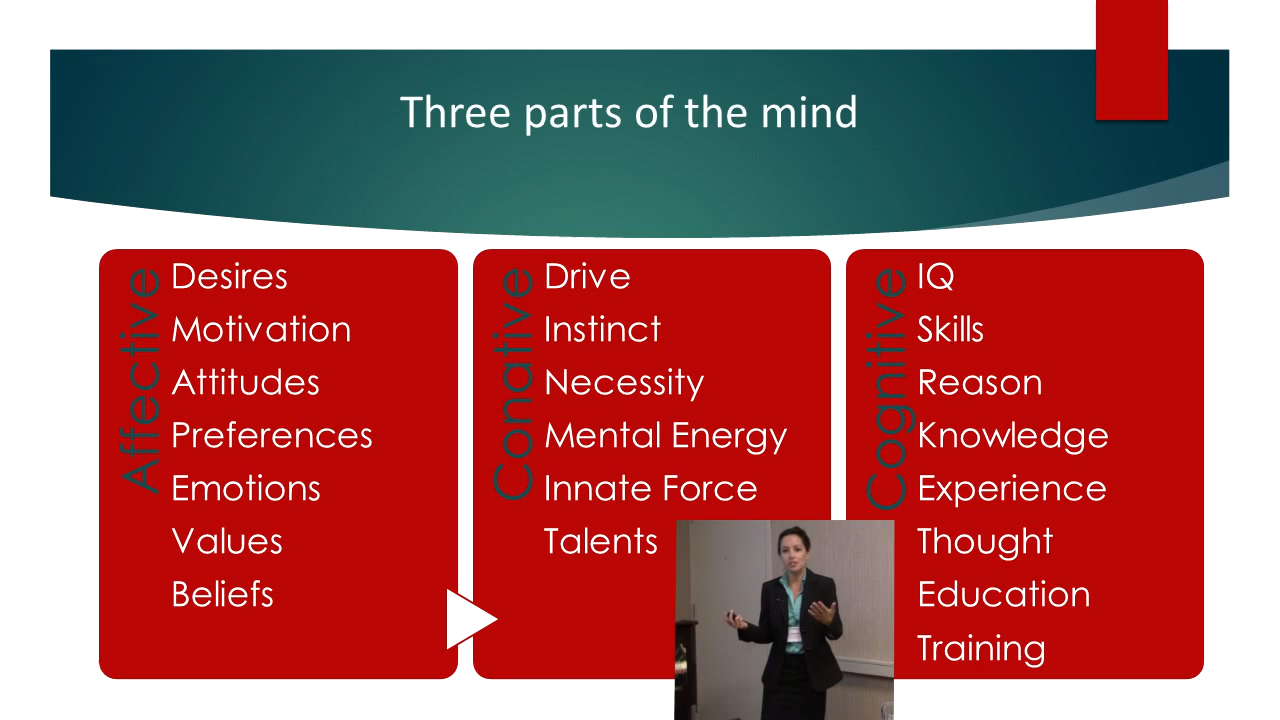 Three parts of the mind
Affective
Desires
Motivation
Attitudes
Preferences
Emotions
Values
Beliefs
Conative
Drive
Instinct
Necessity
Mental Energy
Innate Force
Talents
Cognitive
IQ
Skills
Reason
Knowledge
Experience
Thought
Education
Training